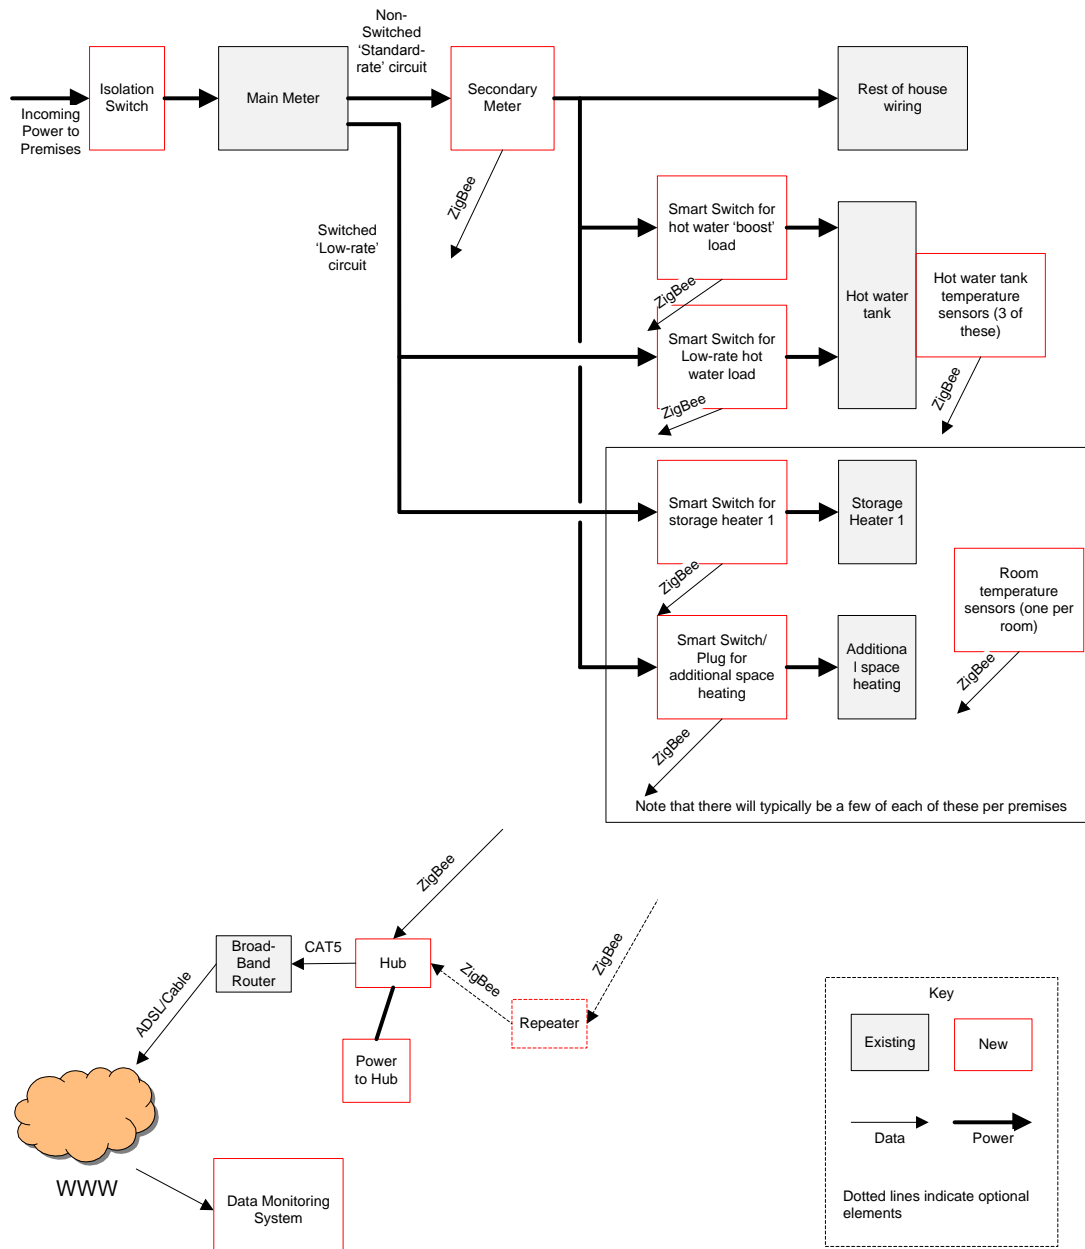 Non-
Switched
‘Standard-
rate’ circuit
Isolation
Switch
Main Meter
Secondary
Meter
Rest of house
wiring
Incoming
Power to
Premises
ZigBee
Switched
‘Low-rate’
circuit
Smart Switch for
hot water ‘boost’
load
ZigBee
Hot water
tank
Hot water tank
temperature
sensors (3 of
these)
Smart Switch for
Low-rate hot
water load
ZigBee
ZigBee
Smart Switch for
storage heater 1
Storage
Heater 1
ZigBee
Room
temperature
sensors (one per
room)
Smart Switch/
Plug for
additional space
heating
Additiona
l space
heating
ZigBee
ZigBee
Note that there will typically be a few of each of these per premises
ZigBee
Broad-
Band
Router
CAT5
Hub
ZigBee
ZigBee
ADSL/Cable
Repeater
Power
to Hub
WWW
Data Monitoring
System
Key
Existing
New
Data
Power
Dotted lines indicate optional
elements